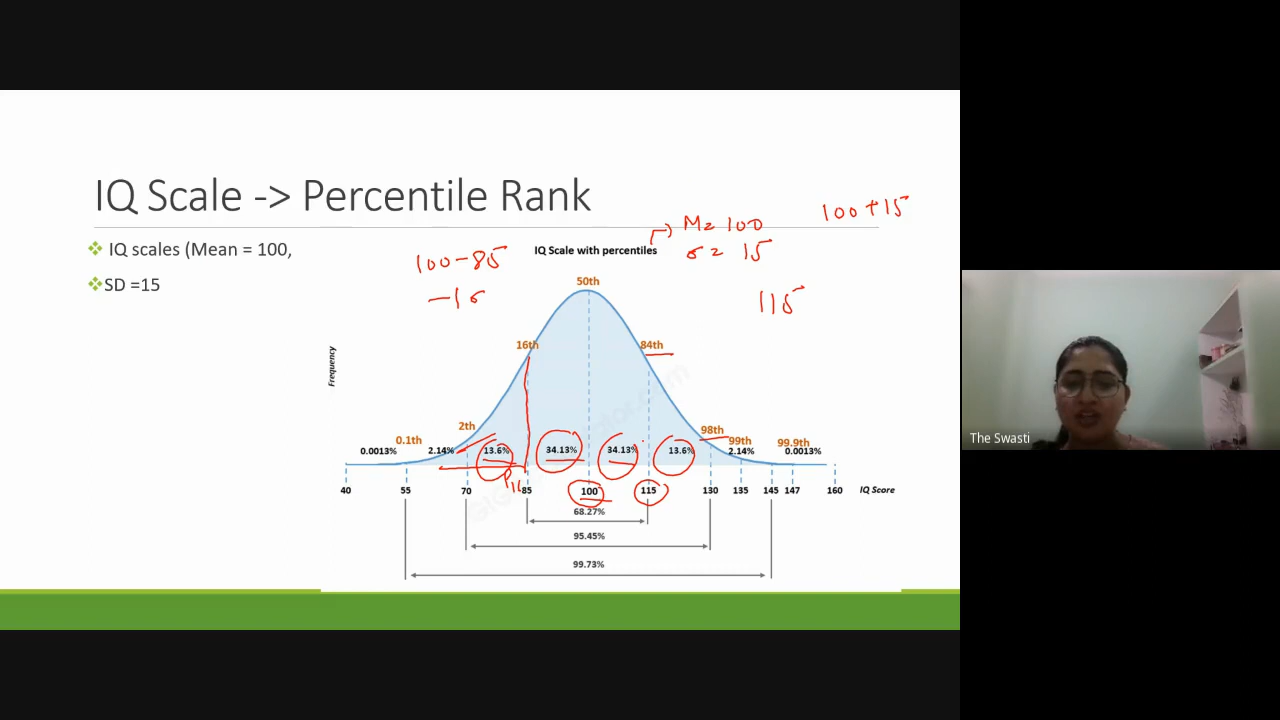 IQ Scale -> Percentile Rank
100+15
M= 100
IQ scales (Mean = 100,
IQ Scale with percentiles
σ = 15
100-85
SD =15
50th
-1σ
115
16th
84th
Frequency
2th
98th
0.1th
99th
99.9th
0.0013%
2.14%
13.6%
34.13%
34.13%
13.6%
2.14%
0.0013%
40 55 70 85 100 115 130 135 145 147 160 IQ Score
68.27%
95.45%
99.73%
The Swasti